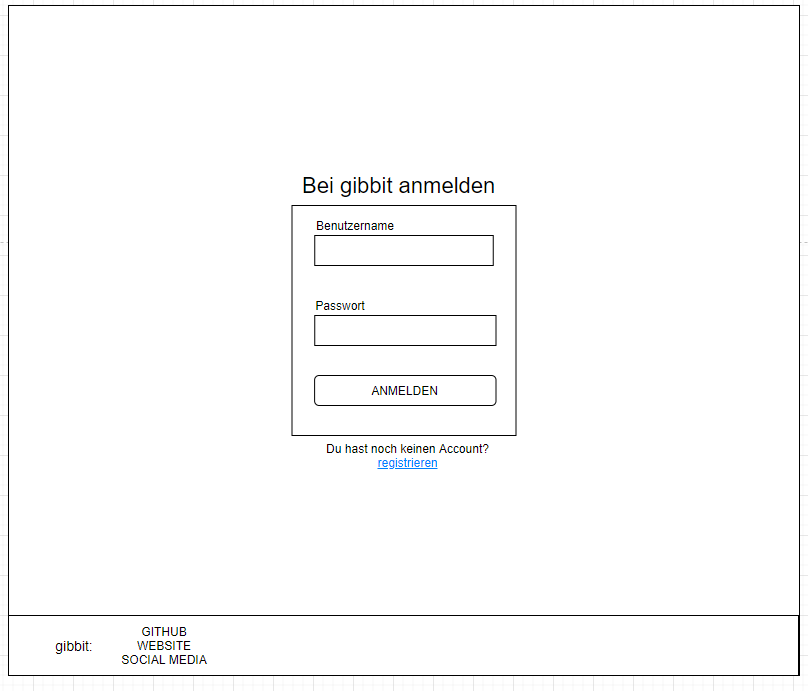 Bei gibbit anmelden
Benutzername
Passwort
ANMELDEN
Du hast noch keinen Account?
registrieren
gibbit:
GITHUB
WEBSITE
SOCIAL MEDIA